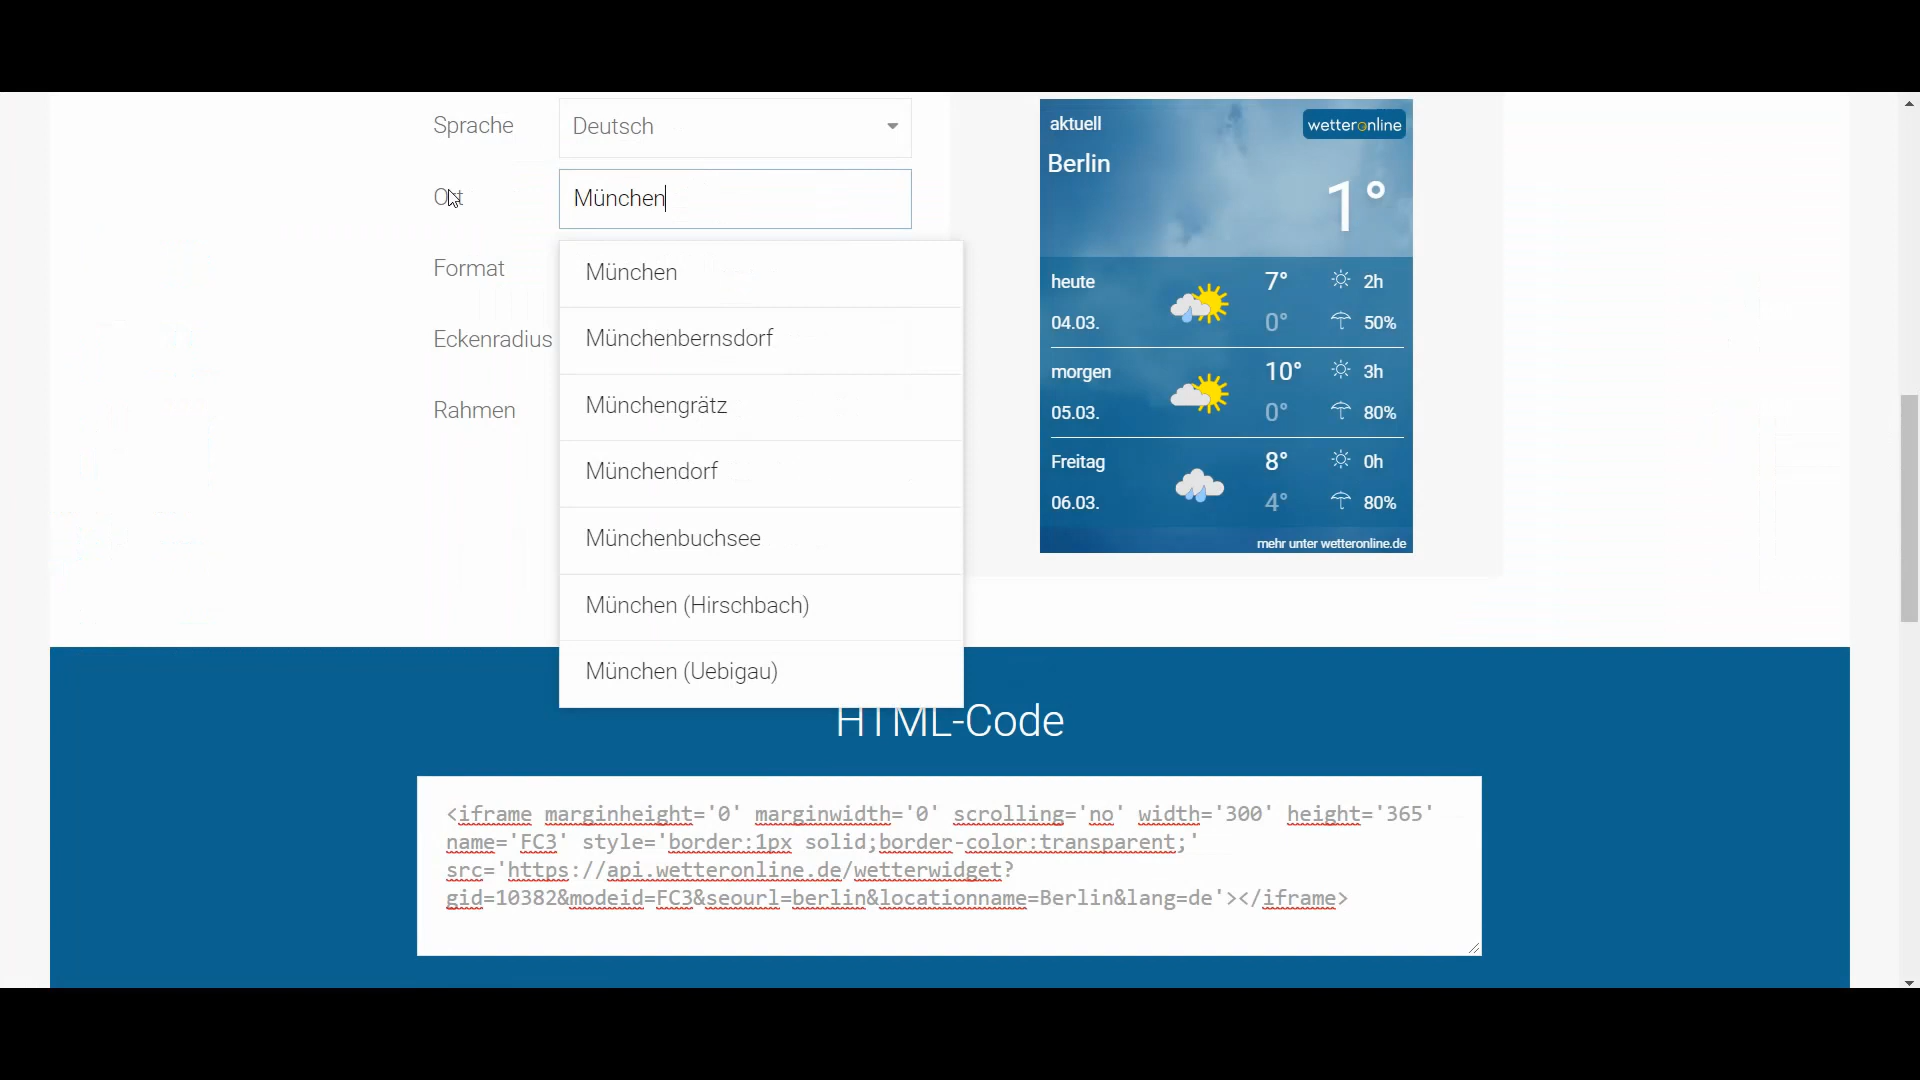 Sprache
Deutsch
Ort
München
Format
Eckenradius
Rahmen
München
Münchenbernsdorf
Münchengrätz
Münchendorf
Münchenbuchsee
München (Hirschbach)
München (Uebigau)
aktuell
wetteronline
Berlin
1°
heute 7° 2h
04.03. 0° 50%
morgen 10° 3h
05.03. 0° 80%
Freitag 8° 0h
06.03. 4° 80%
mehr unter wetteronline.de
HTML-Code
<iframe marginheight='0' marginwidth='0' scrolling='no' width='300' height='365'
name='FC3' style='border:1px solid;border-color:transparent;'
src='https://api.wetteronline.de/wetterwidget?
gid=10382&modeid=FC3&seourl=berlin&locationname=Berlin&lang=de'></iframe>